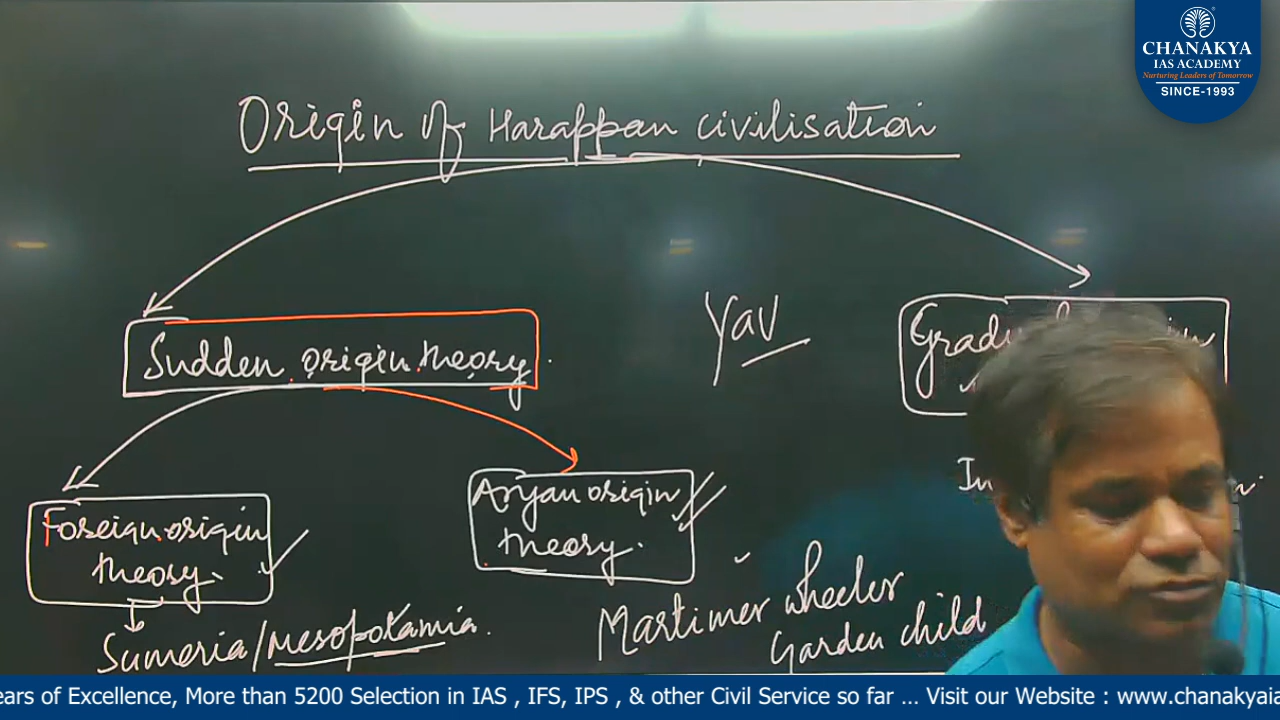 CHANAKYA
IAS ACADEMY
Nurturing Leaders of Tomorrow
SINCE-1993
Origin of Harappan civilisation
Sudden origin theory.
Yav
Foreign origin
theory.
Sumeria/Mesopotamia.
Aryan origin
theory.
Martimer wheeler
Garden child
ears of Excellence, More than 5200 Selection in IAS , IFS, IPS , & other Civil Service so far ... Visit our Website : www.chanakyaia